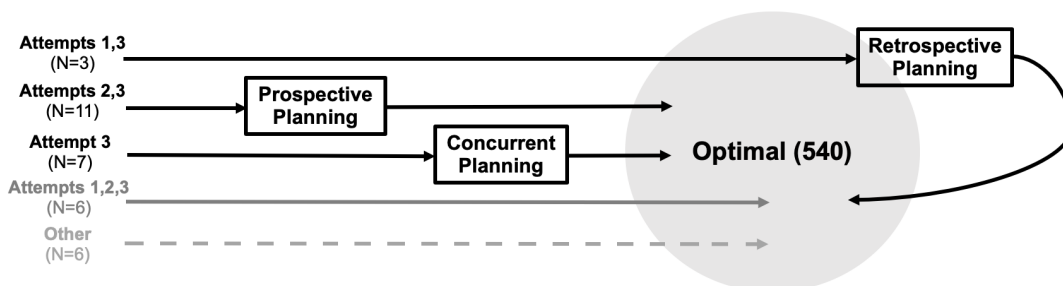 Attempts 1,3
(N=3)
Retrospective
Planning
Attempts 2,3
(N=11)
Prospective
Planning
Attempt 3
(N=7)
Concurrent
Planning
Optimal (540)
Attempts 1,2,3
(N=6)
Other
(N=6)